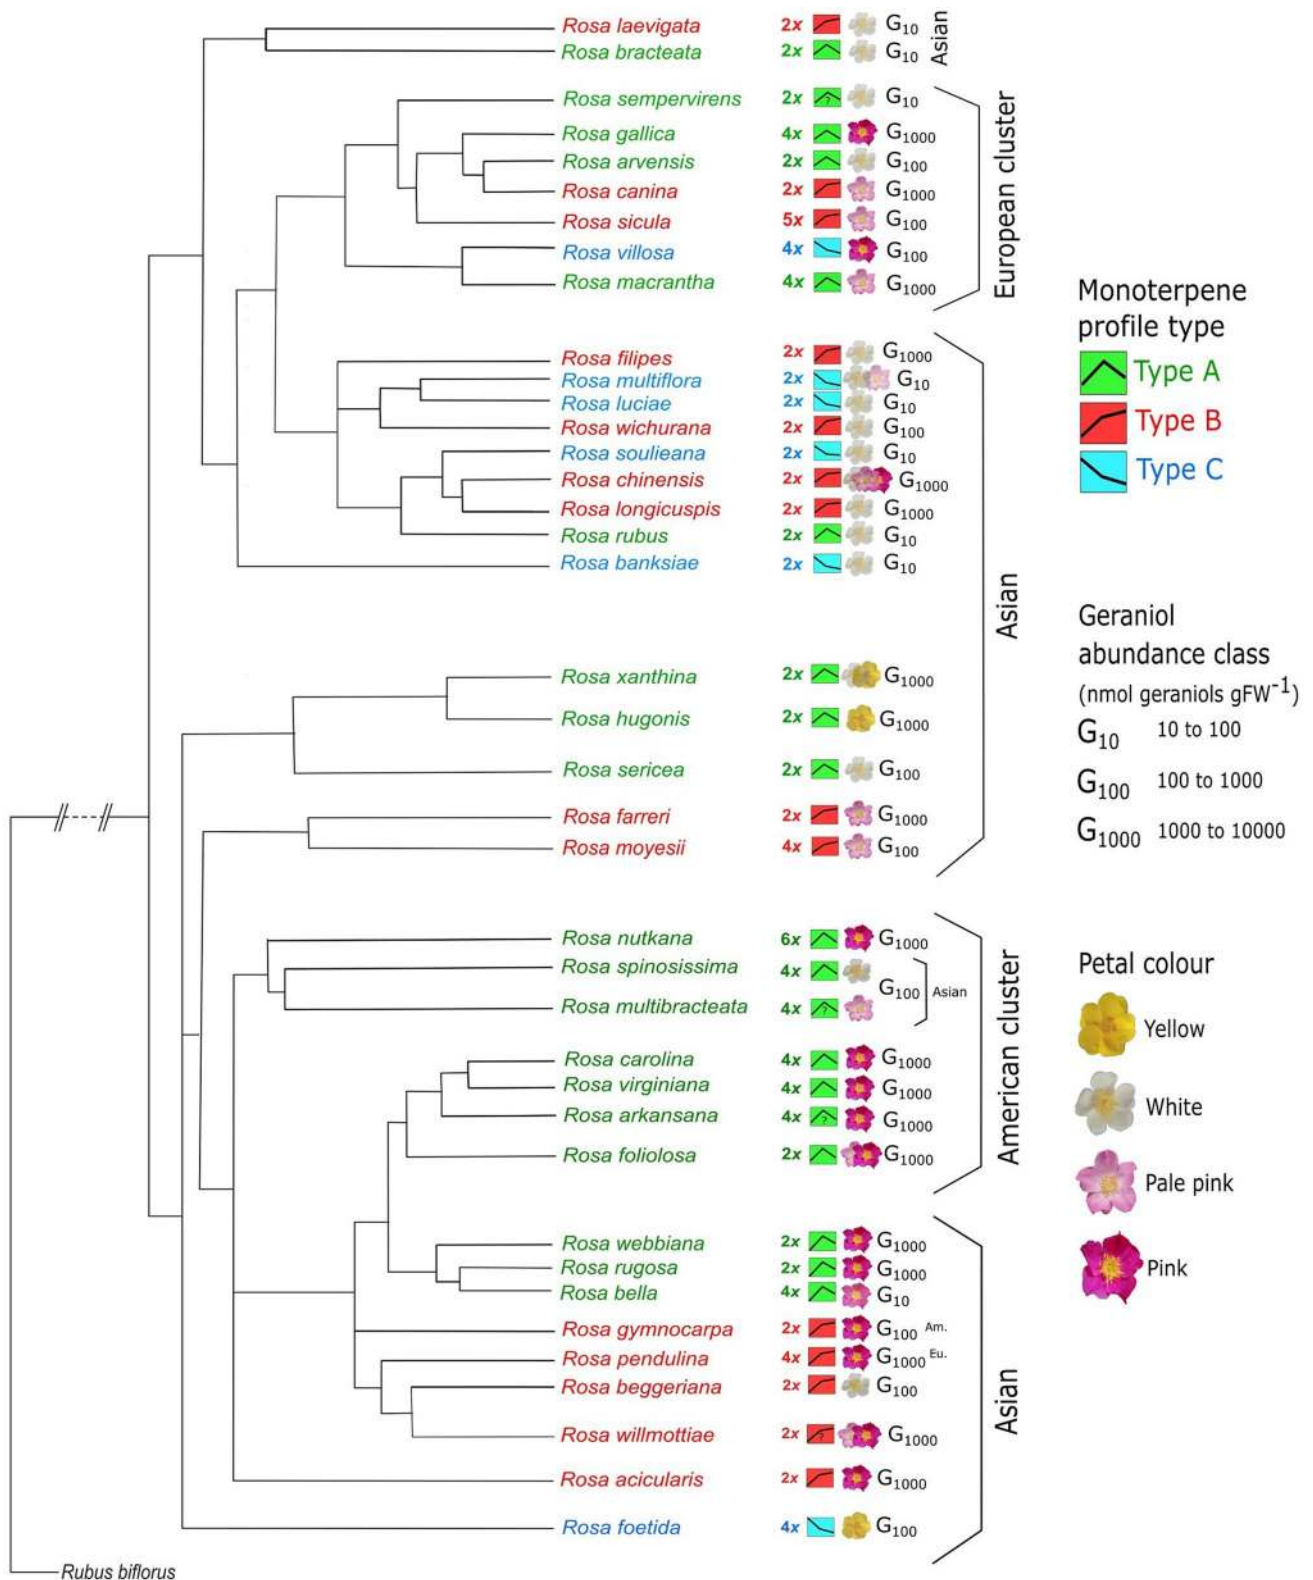 Rosa laevigata 2x G10
Rosa bracteata 2x G10
Asian
Rosa sempervirens 2x ? G10
Rosa gallica 4x G1000
Rosa arvensis 2x G100
Rosa canina 2x G1000
Rosa sicula 5x G100
Rosa villosa 4x G100
Rosa macrantha 4x G1000
European cluster
Rosa filipes 2x G1000
Rosa multiflora 2x G10
Rosa luciae 2x G10
Rosa wichurana 2x G100
Rosa soulieana 2x G10
Rosa chinensis 2x G1000
Rosa longicuspis 2x G1000
Rosa rubus 2x G10
Rosa banksiae 2x G10
Rosa xanthina 2x G1000
Rosa hugonis 2x G1000
Rosa sericea 2x G100
Rosa farreri 2x G1000
Rosa moyesii 4x G100
Asian
Rosa nutkana 6x G1000
Rosa spinosissima 4x
G100 Asian
Rosa multibracteata 4x ?
Rosa carolina 4x G1000
Rosa virginiana 4x G1000
Rosa arkansana 4x ? G1000
Rosa foliolosa 2x G1000
American cluster
Rosa webbiana 2x G1000
Rosa rugosa 2x G1000
Rosa bella 4x G10
Rosa gymnocarpa 2x G100 Am.
Rosa pendulina 4x G1000 Eu.
Rosa beggeriana 2x G100
Rosa willmottiae 2x ? G1000
Rosa acicularis 2x G1000
Rosa foetida 4x G100
Asian
Rubus biflorus
Monoterpene
profile type
Type A
Type B
Type C
Geraniol
abundance class
(nmol geraniols gFW-1)
G10 10 to 100
G100 100 to 1000
G1000 1000 to 10000
Petal colour
Yellow
White
Pale pink
Pink